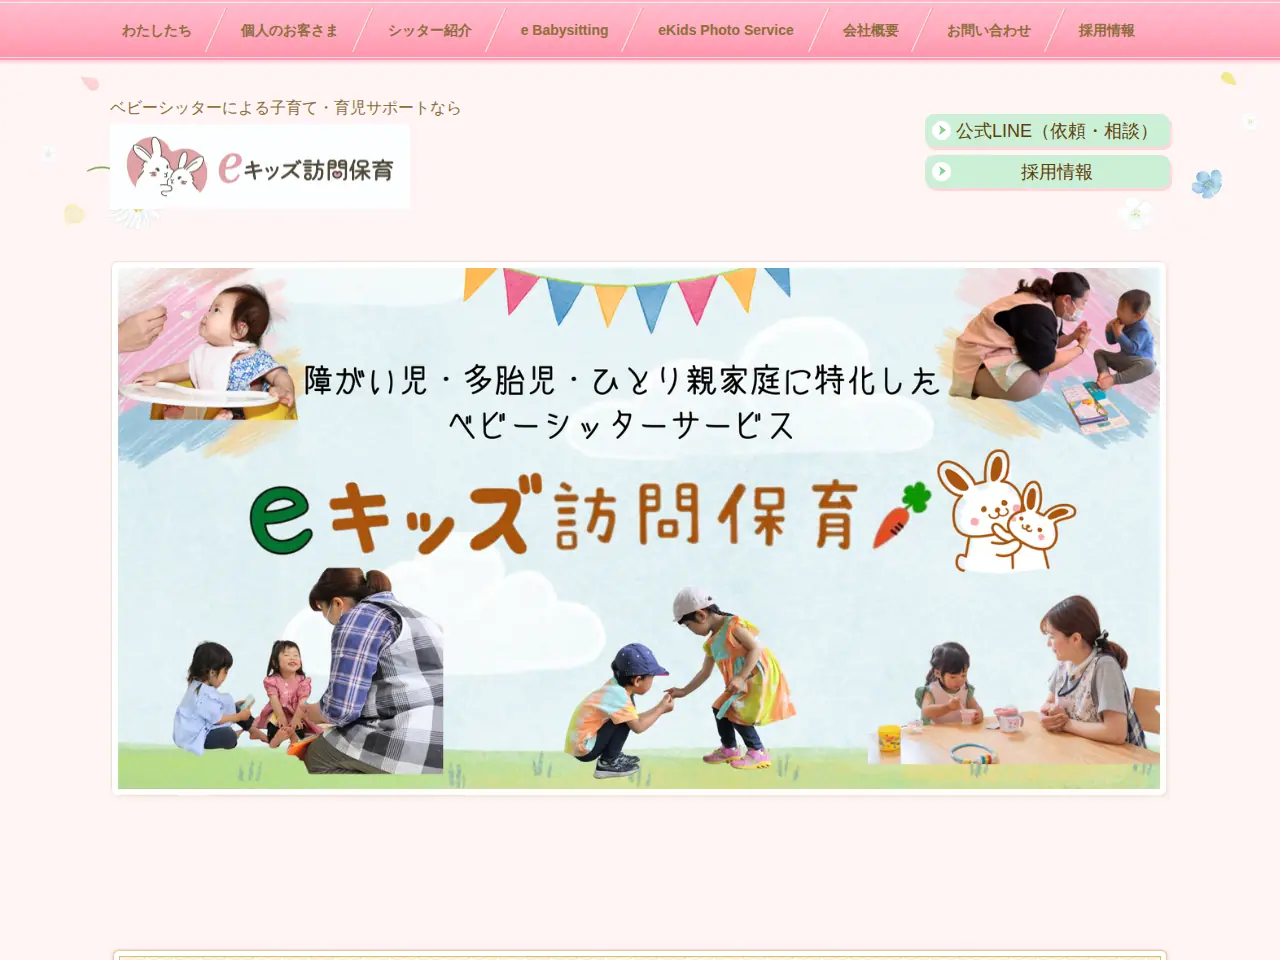 わたしたち
個人のお客さま
シッター紹介
e Babysitting
eKids Photo Service
会社概要
お問い合わせ
採用情報
ベビーシッターによる子育て・育児サポートなら
eキッズ訪問保育
公式LINE（依頼・相談）
採用情報
障がい児・多胎児・ひとり親家庭に特化した
ベビーシッターサービス
eキッズ訪問保育